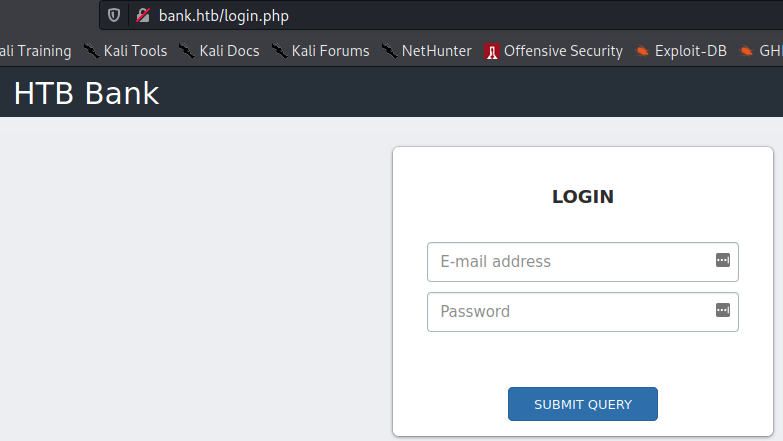 bank.htb/login.php
ali Training Kali Tools Kali Docs Kali Forums NetHunter Offensive Security Exploit-DB GH
HTB Bank
LOGIN
E-mail address
Password
SUBMIT QUERY